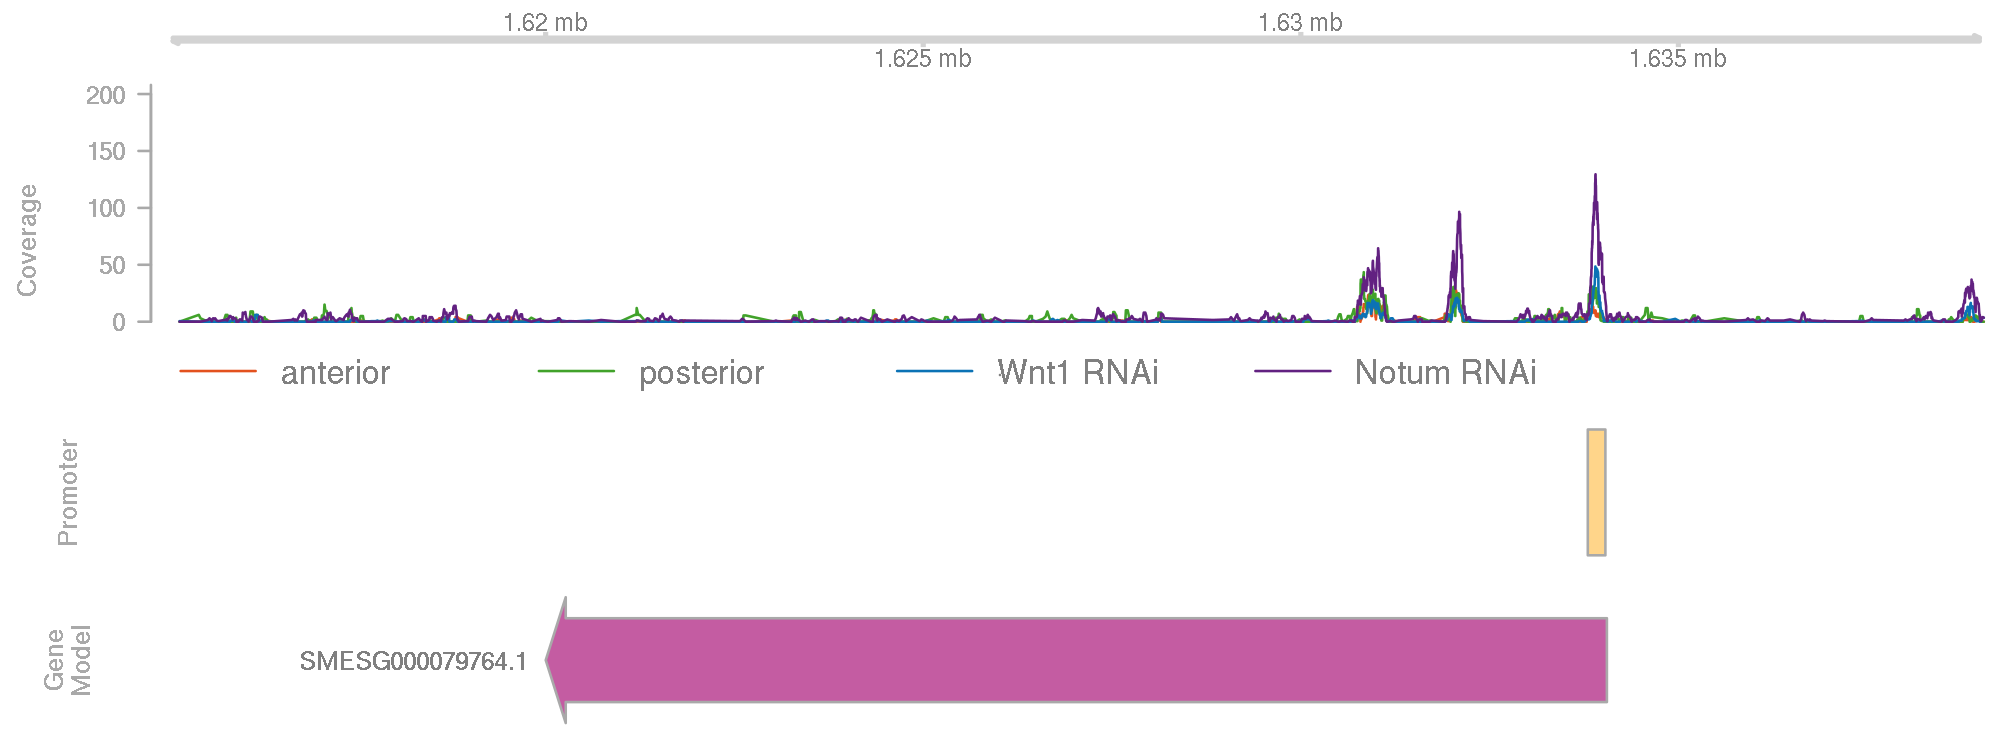 1.62 mb
1.63 mb
1.625 mb
1.635 mb
200
150
100
50
0
Coverage
anterior
posterior
Wnt1 RNAi
Notum RNAi
Promoter
Gene
Model
SMESG000079764.1